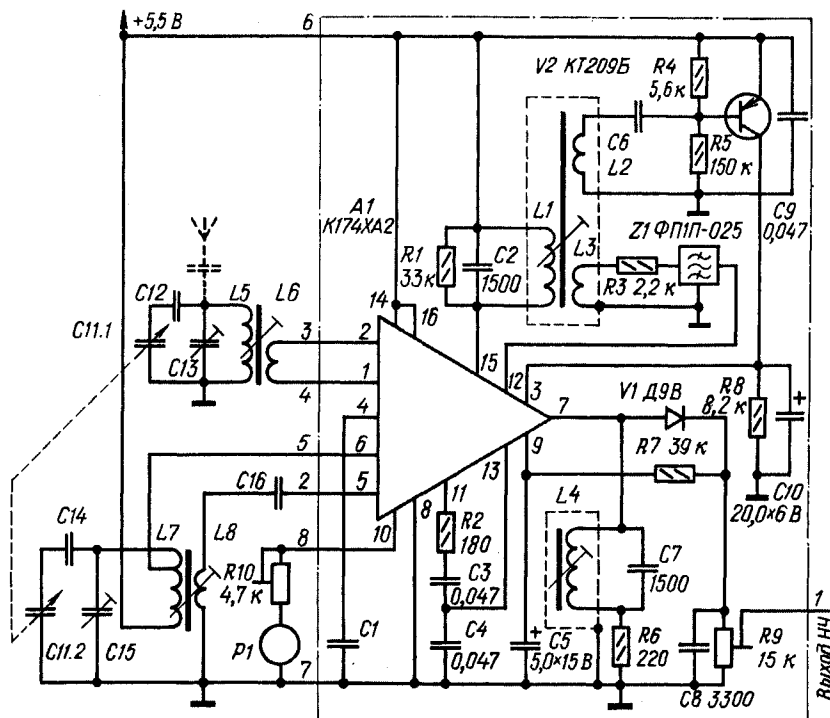 +5,5 В
6
V2 КТ209Б
R4
5,6к
C6
L2
R5
150 к
C9
0,047
A1
К174ХА2
R1
33к
C2
1500
L1
L3
Z1 ФП1П-025
R3 2,2 к
14
16
15
12
3
C12
L5
L6
C11.1
C13
3
2
1
4
4
5
6
2
5
8
10
C16
7
9
13
11
8
V1 Д9В
R7 39 к
R8
8,2 к
C10
20,0×6 В
C14
L7
L8
C11.2
C15
R10
4,7 к
P1
7
C1
R2
180
C3
0,047
C4
0,047
C5
5,0×15 В
L4
C7
1500
R6
220
C8 3300
R9
15 к
1
Выход НЧ